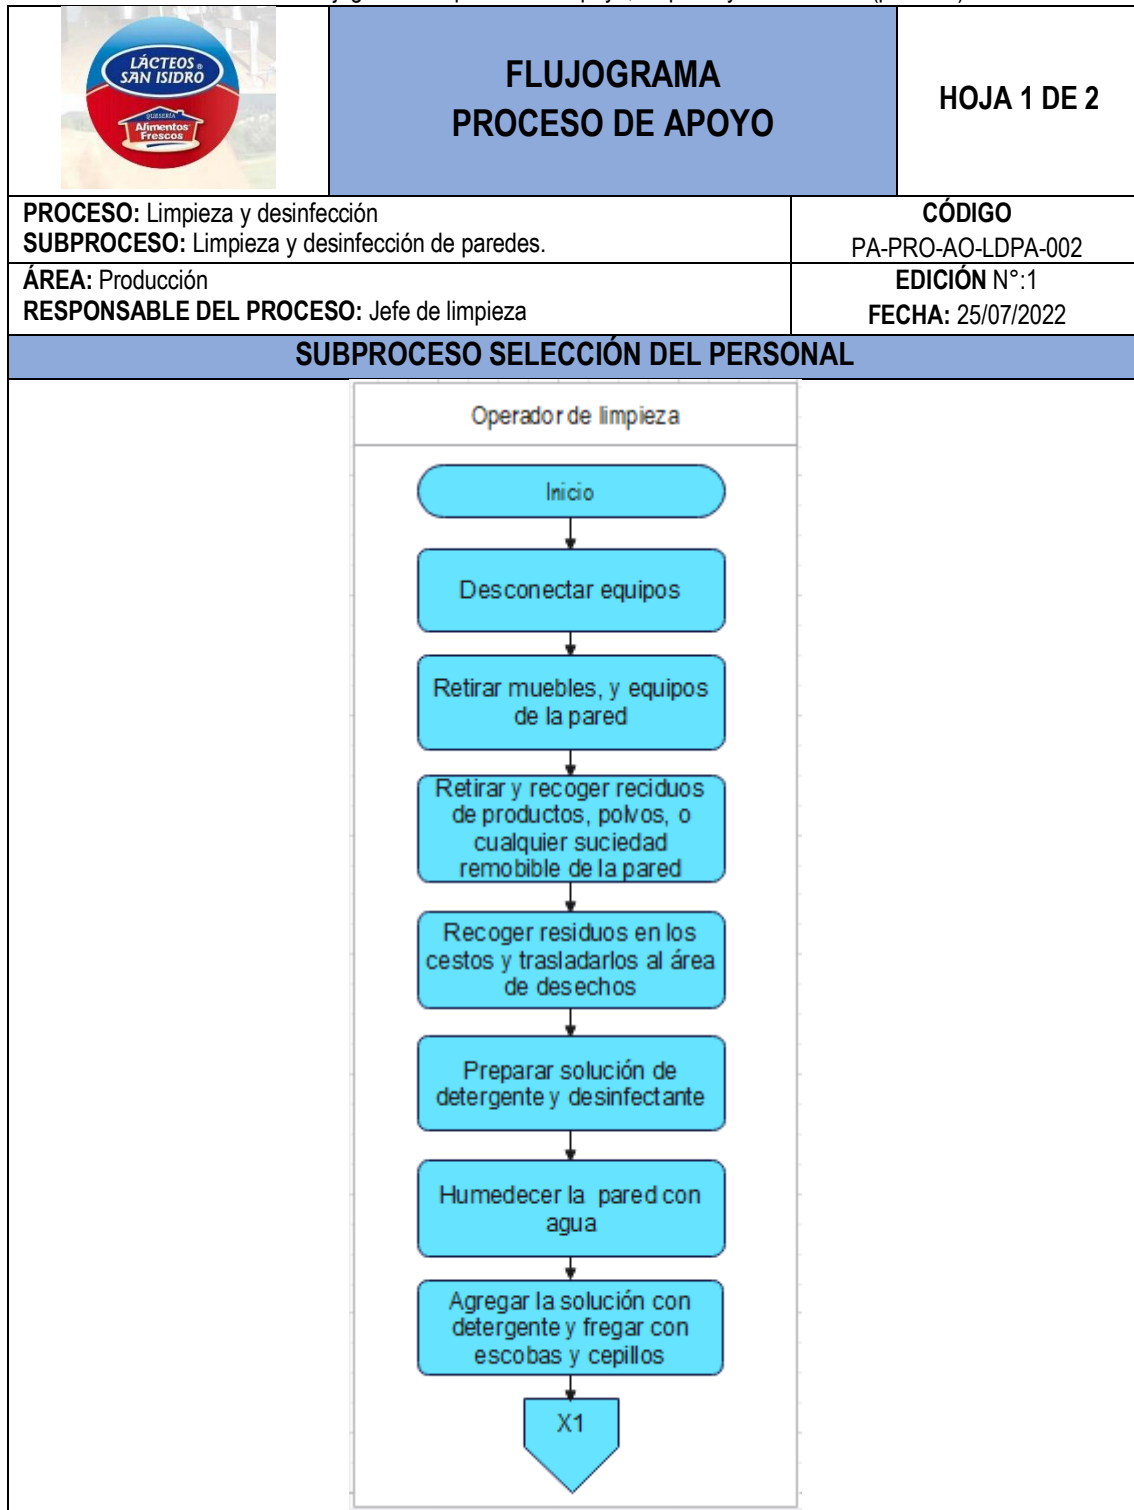 LÁCTEOS
SAN ISIDRO
QUESERÍA
Alimentos
Frescos
FLUJOGRAMA
PROCESO DE APOYO
HOJA 1 DE 2
PROCESO: Limpieza y desinfección
SUBPROCESO: Limpieza y desinfección de paredes.
CÓDIGO
PA-PRO-AO-LDPA-002
ÁREA: Producción
RESPONSABLE DEL PROCESO: Jefe de limpieza
EDICIÓN N°:1
FECHA: 25/07/2022
SUBPROCESO SELECCIÓN DEL PERSONAL
Operador de limpieza
Inicio
Desconectar equipos
Retirar muebles, y equipos
de la pared
Retirar y recoger reciduos
de productos, polvos, o
cualquier suciedad
remobible de la pared
Recoger residuos en los
cestos y trasladarlos al área
de desechos
Preparar solución de
detergente y desinfectante
Humedecer la pared con
agua
Agregar la solución con
detergente y fregar con
escobas y cepillos
X1